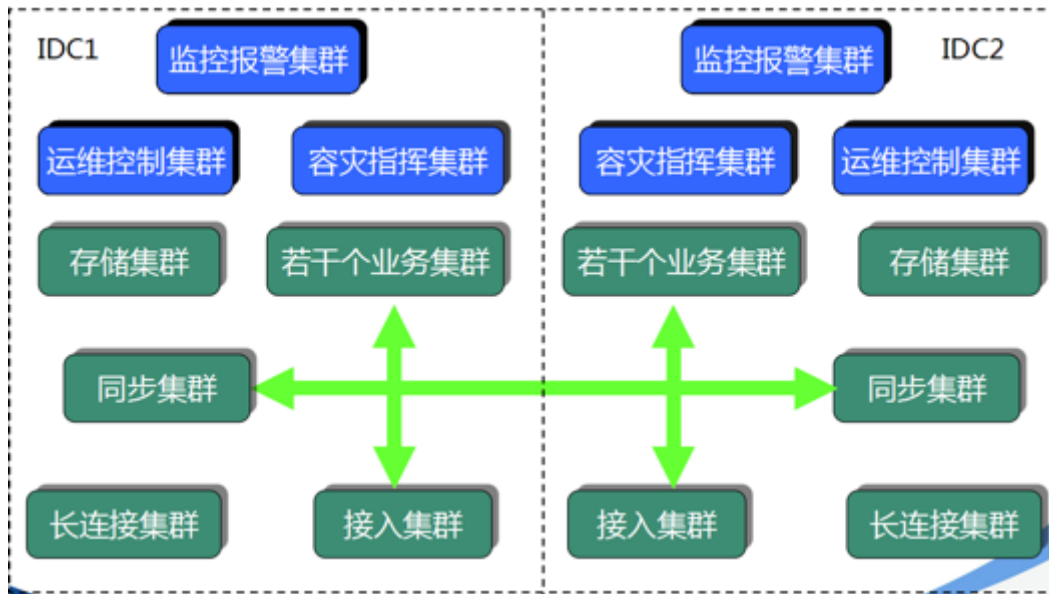 IDC1
监控报警集群
监控报警集群
IDC2
运维控制集群
容灾指挥集群
容灾指挥集群
运维控制集群
存储集群
若干个业务集群
若干个业务集群
存储集群
同步集群
同步集群
长连接集群
接入集群
接入集群
长连接集群